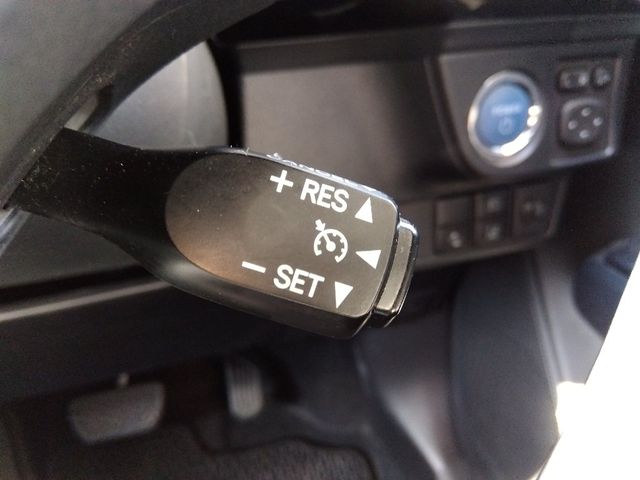 + RES
- SET